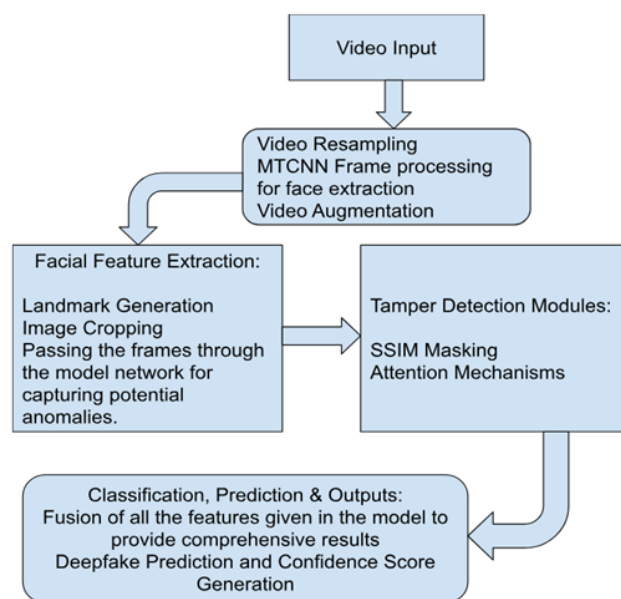 Video Input
Video Resampling
MTCNN Frame processing
for face extraction
Video Augmentation
Facial Feature Extraction:
Landmark Generation
Image Cropping
Passing the frames through
the model network for
capturing potential
anomalies.
Tamper Detection Modules:
SSIM Masking
Attention Mechanisms
Classification, Prediction & Outputs:
Fusion of all the features given in the model to
provide comprehensive results
Deepfake Prediction and Confidence Score
Generation